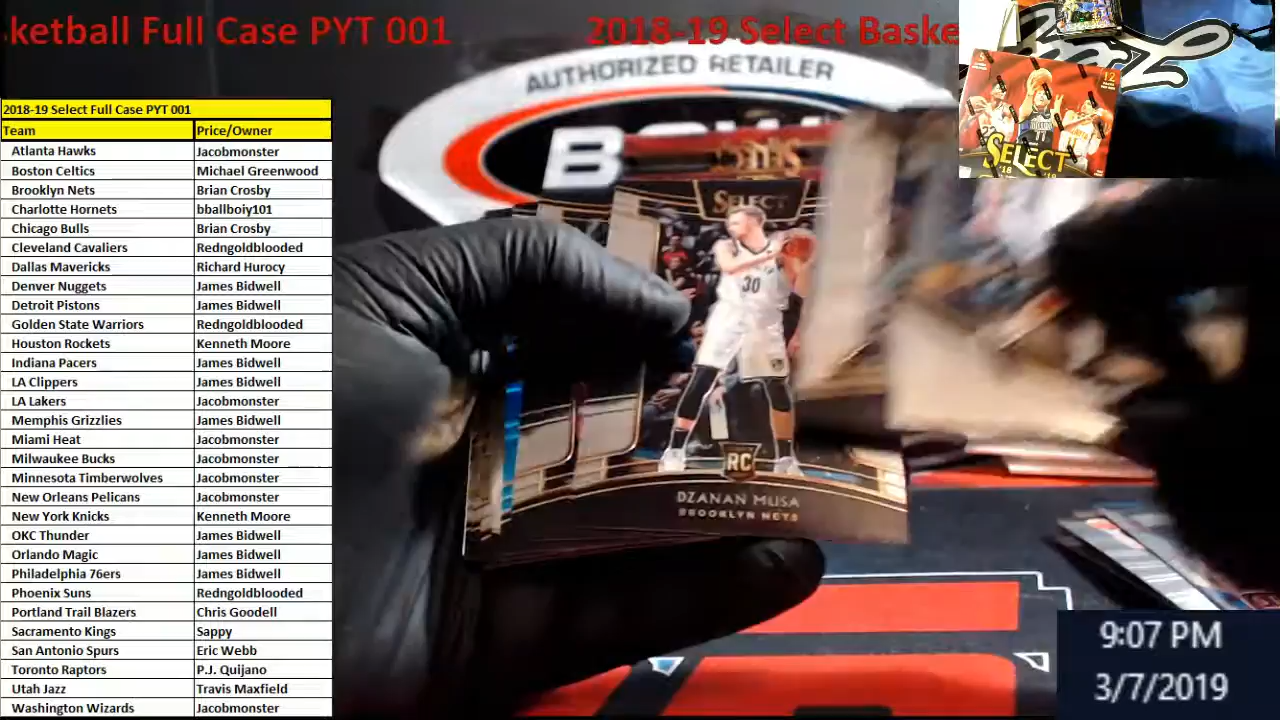 ketball Full Case PYT 001 2018-19 Select Baske
AUTHORIZED RETAILER
2018-19 Select Full Case PYT 001
Team Price/Owner
Atlanta Hawks Jacobmonster
Boston Celtics Michael Greenwood
Brooklyn Nets Brian Crosby
Charlotte Hornets bballboiy101
Chicago Bulls Brian Crosby
Cleveland Cavaliers Redngoldblooded
Dallas Mavericks Richard Hurocy
Denver Nuggets James Bidwell
Detroit Pistons James Bidwell
Golden State Warriors Redngoldblooded
Houston Rockets Kenneth Moore
Indiana Pacers James Bidwell
LA Clippers James Bidwell
LA Lakers Jacobmonster
Memphis Grizzlies James Bidwell
Miami Heat Jacobmonster
Milwaukee Bucks Jacobmonster
Minnesota Timberwolves Jacobmonster
New Orleans Pelicans Jacobmonster
New York Knicks Kenneth Moore
OKC Thunder James Bidwell
Orlando Magic James Bidwell
Philadelphia 76ers James Bidwell
Phoenix Suns Redngoldblooded
Portland Trail Blazers Chris Goodell
Sacramento Kings Sappy
San Antonio Spurs Eric Webb
Toronto Raptors P.J. Quijano
Utah Jazz Travis Maxfield
Washington Wizards Jacobmonster
SELECT
30
RC
DZANAN MUSA
BROOKLYN NETS
12
11
SELECT
9:07 PM
3/7/2019